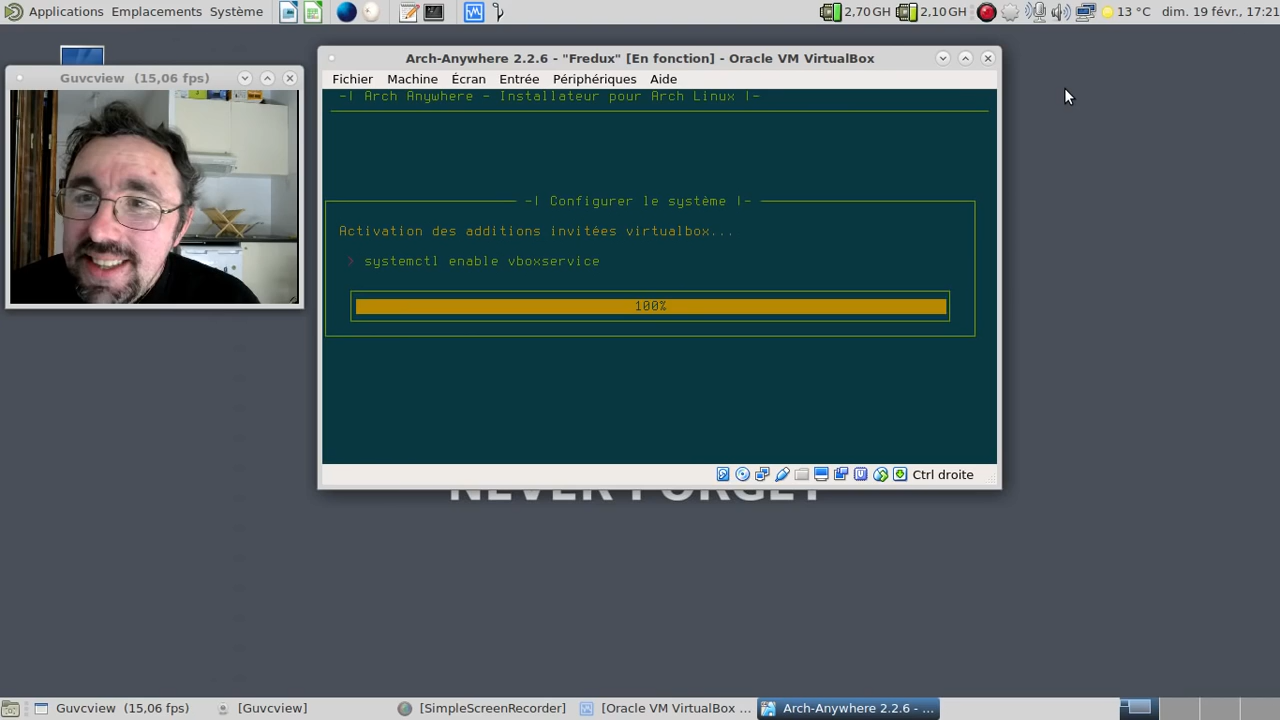 Applications Emplacements Système 2,70 GH 2,10 GH 13 °C dim. 19 févr., 17:21
Guvcview (15,06 fps)
Arch-Anywhere 2.2.6 - "Fredux" [En fonction] - Oracle VM VirtualBox
Fichier Machine Écran Entrée Périphériques Aide
-| Arch Anywhere - Installateur pour Arch Linux |-
-| Configurer le système |-
Activation des additions invitées virtualbox...
> systemctl enable vboxservice
100%
Ctrl droite
NEVER FORGET
Guvcview (15,06 fps) [Guvcview] [SimpleScreenRecorder] [Oracle VM VirtualBox ... Arch-Anywhere 2.2.6 - ...